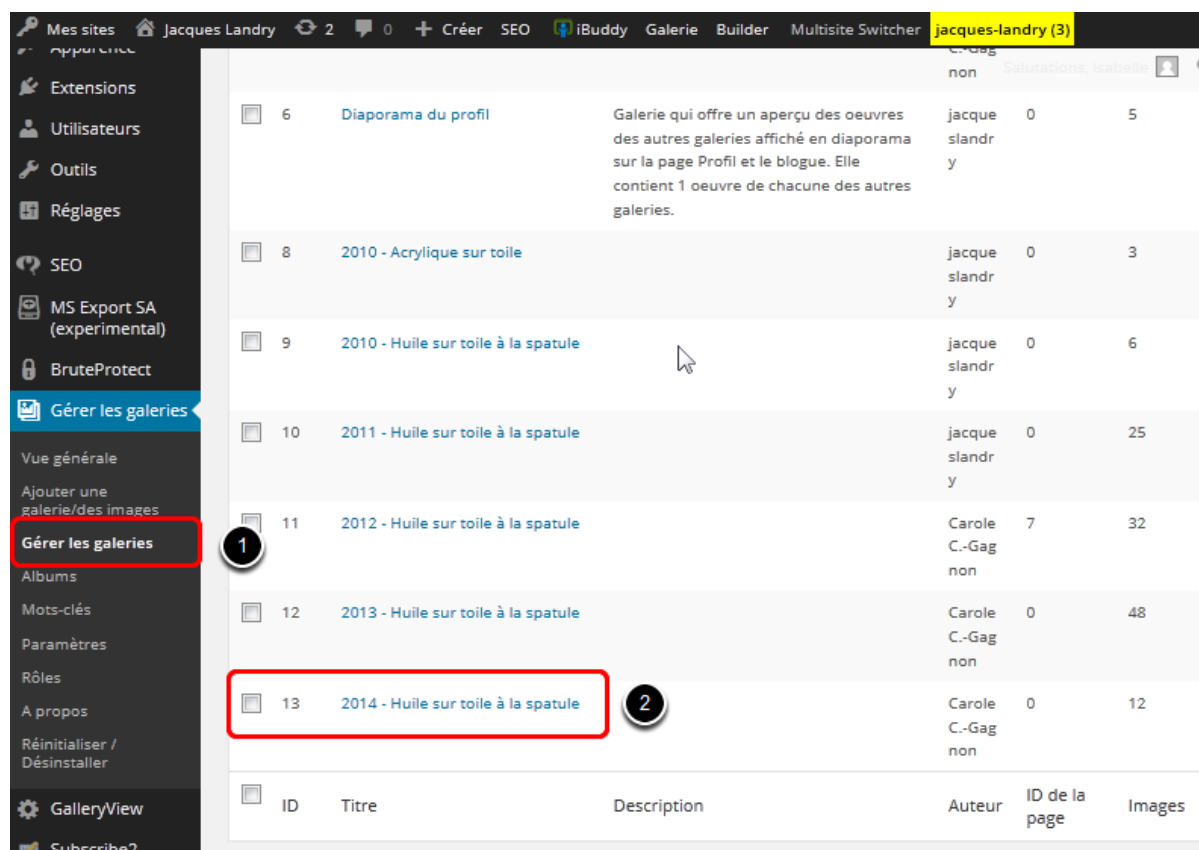 Mes sites Jacques Landry 2 0 + Créer SEO iBuddy Galerie Builder Multisite Switcher jacques-landry (3)
Salutations, isabelle
Apparence
Extensions
Utilisateurs
Outils
Réglages
SEO
MS Export SA
(experimental)
BruteProtect
Gérer les galeries
Vue générale
Ajouter une
galerie/des images
Gérer les galeries
Albums
Mots-clés
Paramètres
Rôles
A propos
Réinitialiser /
Désinstaller
GalleryView
Subscribe2
1
C.-Gag
non
6 Diaporama du profil
Galerie qui offre un aperçu des oeuvres
des autres galeries affiché en diaporama
sur la page Profil et le blogue. Elle
contient 1 oeuvre de chacune des autres
galeries.
jacque
slandr
y
0 5
8 2010 - Acrylique sur toile
jacque
slandr
y
0 3
9 2010 - Huile sur toile à la spatule
jacque
slandr
y
0 6
10 2011 - Huile sur toile à la spatule
jacque
slandr
y
0 25
11 2012 - Huile sur toile à la spatule
Carole
C.-Gag
non
7 32
12 2013 - Huile sur toile à la spatule
Carole
C.-Gag
non
0 48
13 2014 - Huile sur toile à la spatule
2
Carole
C.-Gag
non
0 12
ID Titre Description Auteur
ID de la
page
Images